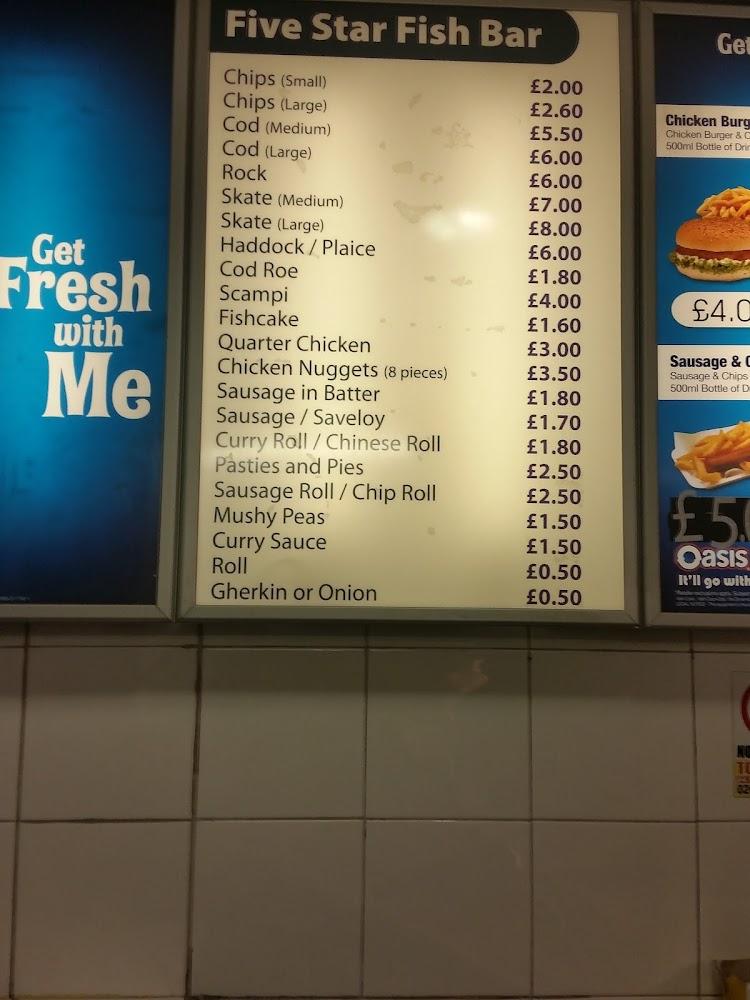 Get
Fresh
with
Me
Five Star Fish Bar
Chips (Small) £2.00
Chips (Large) £2.60
Cod (Medium) £5.50
Cod (Large) £6.00
Rock £6.00
Skate (Medium) £7.00
Skate (Large) £8.00
Haddock / Plaice £6.00
Cod Roe £1.80
Scampi £4.00
Fishcake £1.60
Quarter Chicken £3.00
Chicken Nuggets (8 pieces) £3.50
Sausage in Batter £1.80
Sausage / Saveloy £1.70
Curry Roll / Chinese Roll £1.80
Pasties and Pies £2.50
Sausage Roll / Chip Roll £2.50
Mushy Peas £1.50
Curry Sauce £1.50
Roll £0.50
Gherkin or Onion £0.50
Get
Chicken Burg
Chicken Burger & C
500ml Bottle of Drin
£4.0
Sausage & C
Sausage & Chips
500ml Bottle of D
£5.
Oasis
It'll go with